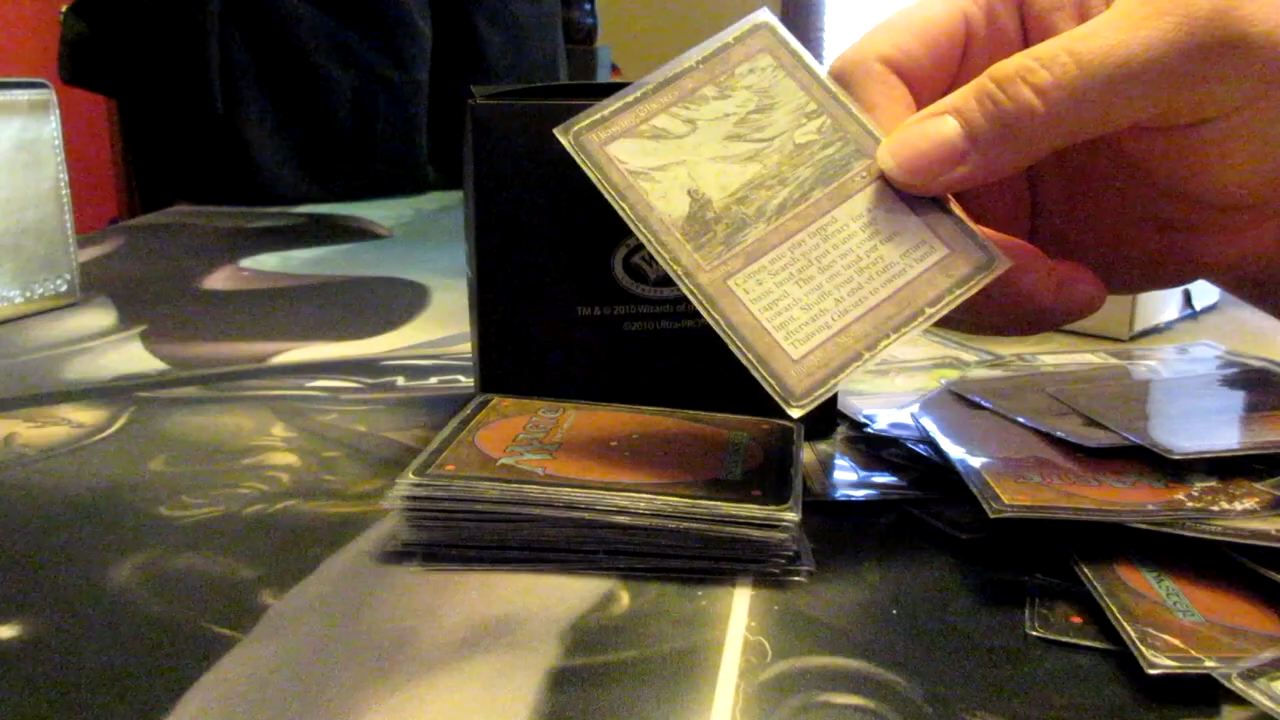 Thawing Glaciers
Comes into play tapped
Search your library for a
basic land and put it into play
tapped. This does not count
towards your one land per turn
limit. Shuffle your library
afterwards. At end of turn, return
Thawing Glaciers to owner's hand.
TM & © 2010 Wizards of the
©2010 Ultra-PRO
MAGIC
DECKMASTER
MAGIC